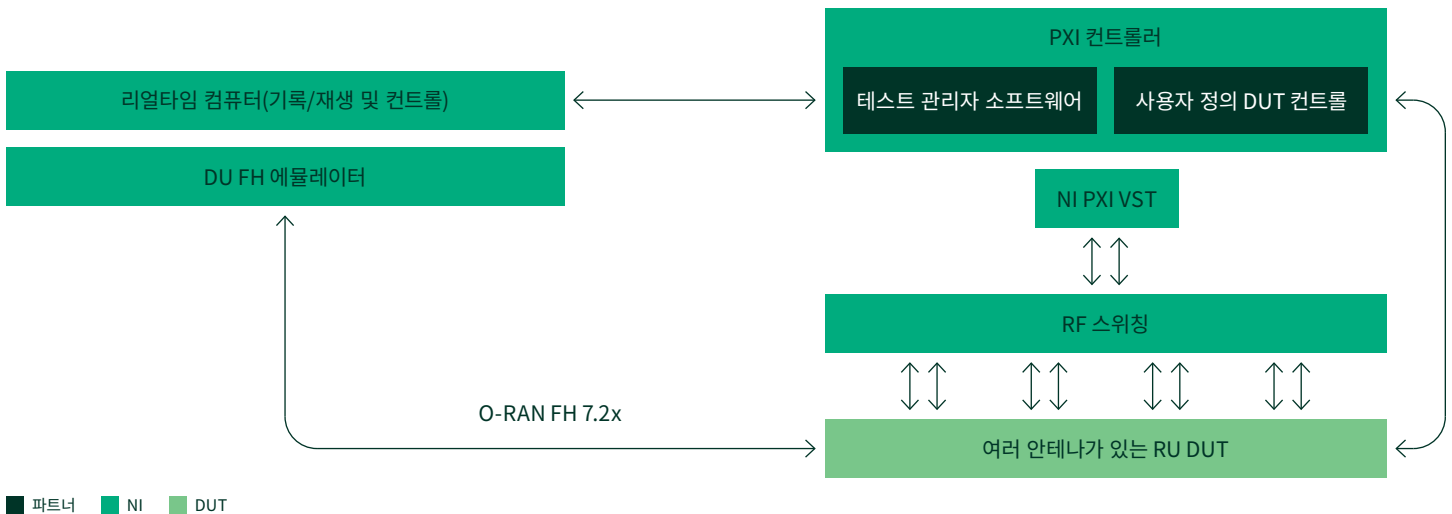 PXI 컨트롤러
리얼타임 컴퓨터(기록/재생 및 컨트롤)
테스트 관리자 소프트웨어
사용자 정의 DUT 컨트롤
DU FH 에뮬레이터
NI PXI VST
RF 스위칭
O-RAN FH 7.2x
여러 안테나가 있는 RU DUT
파트너
NI
DUT